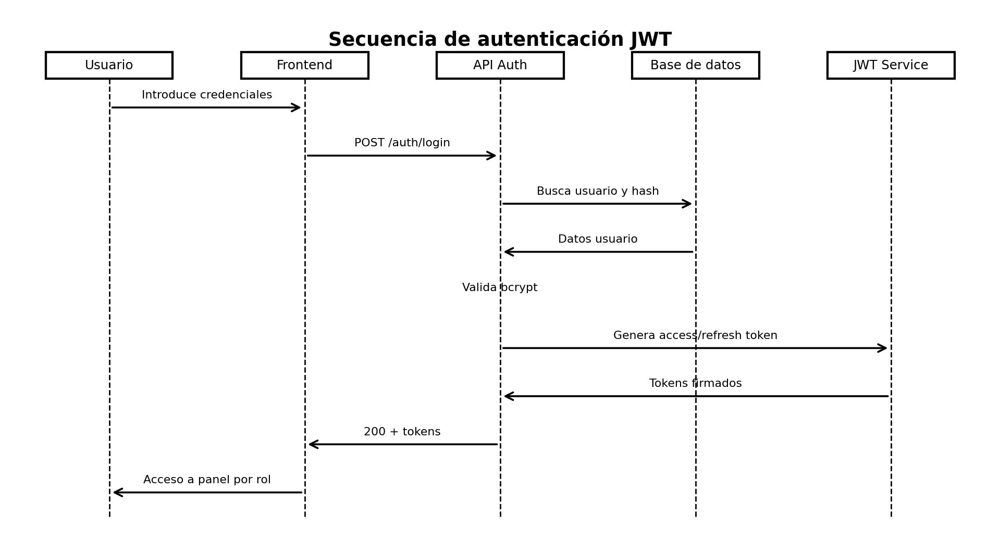 Secuencia de autenticación JWT
Usuario
Frontend
API Auth
Base de datos
JWT Service
Introduce credenciales
POST /auth/login
Busca usuario y hash
Datos usuario
Valida bcrypt
Genera access/refresh token
Tokens firmados
200 + tokens
Acceso a panel por rol